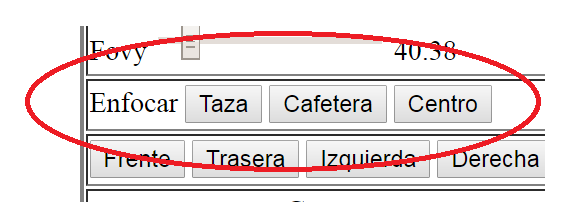 Fovy 40.38
Enfocar Taza Cafetera Centro
Frente Trasera Izquierda Derecha